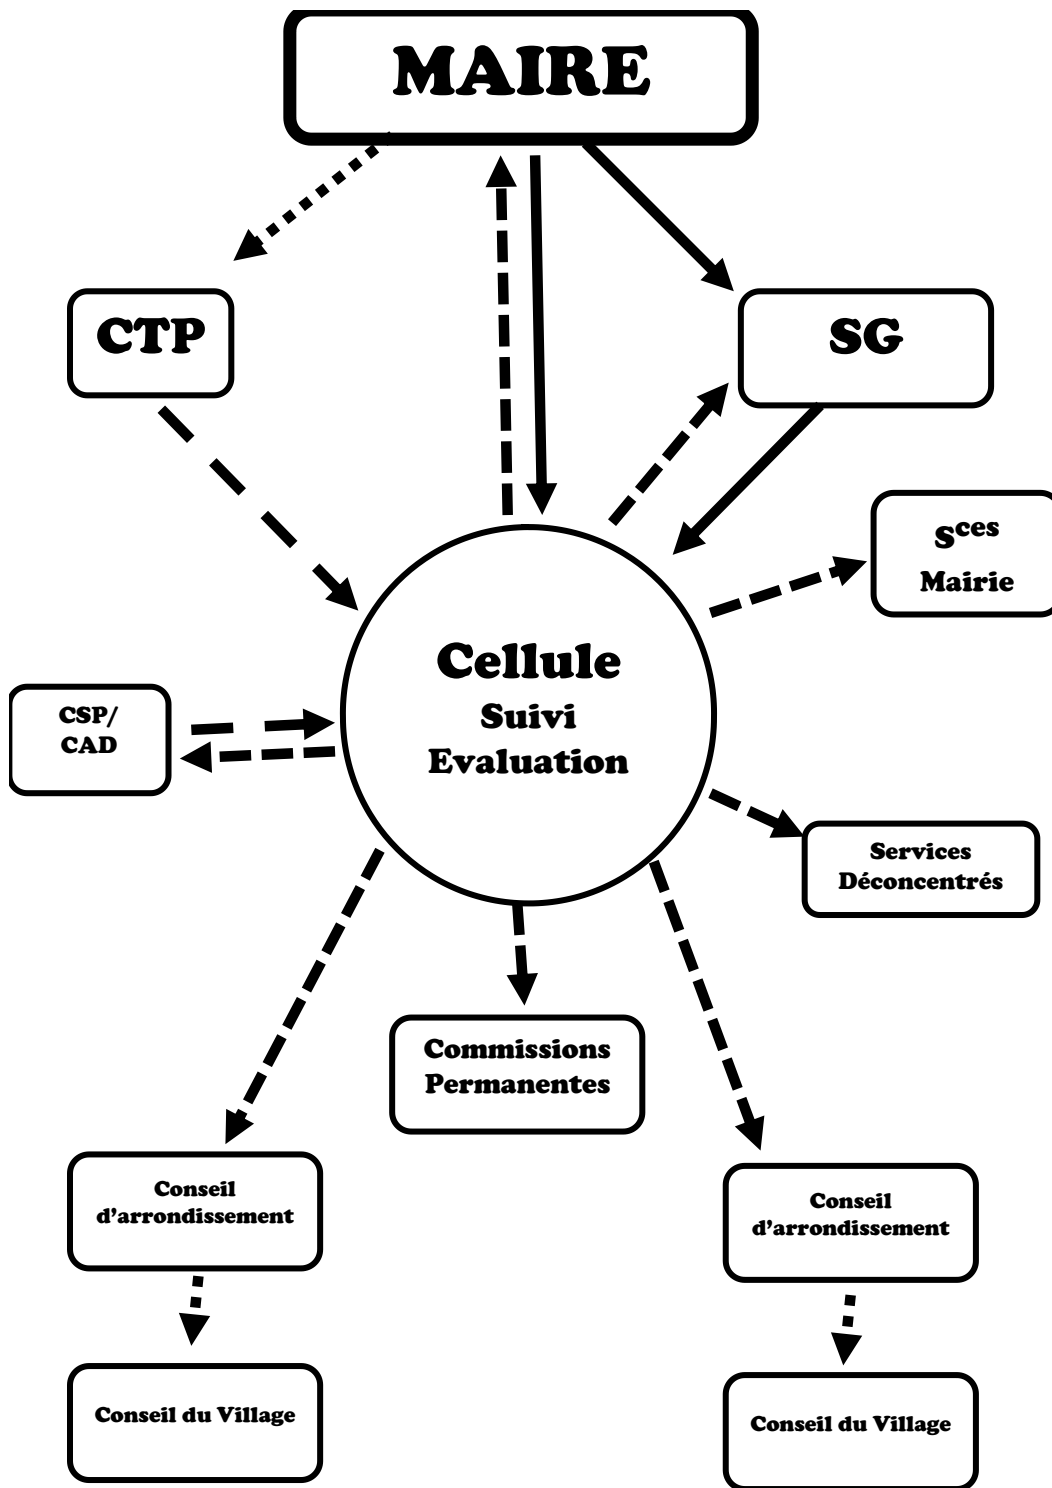 MAIRE
CTP
SG
Sces
Mairie
Cellule
Suivi
Evaluation
CSP/
CAD
Services
Déconcentrés
Commissions
Permanentes
Conseil
d’arrondissement
Conseil
d’arrondissement
Conseil du Village
Conseil du Village